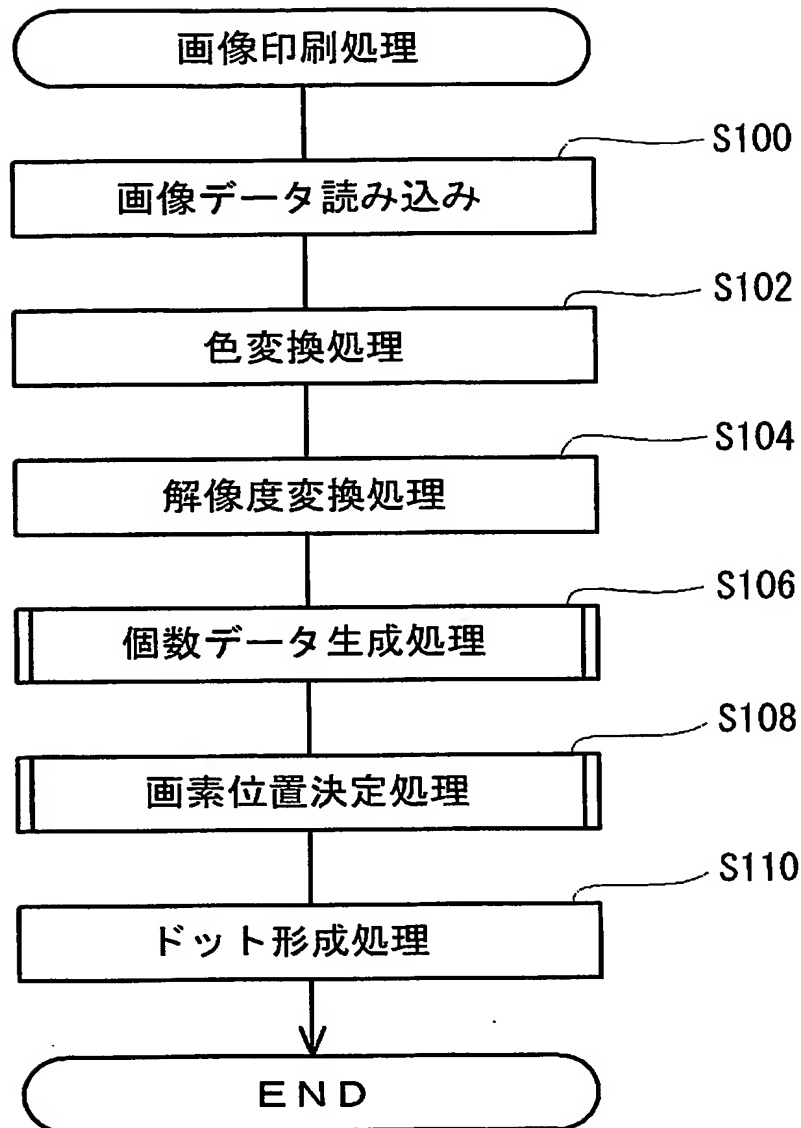 画像印刷処理
S100
画像データ読み込み
S102
色変換処理
S104
解像度変換処理
S106
個数データ生成処理
S108
画素位置決定処理
S110
ドット形成処理
END